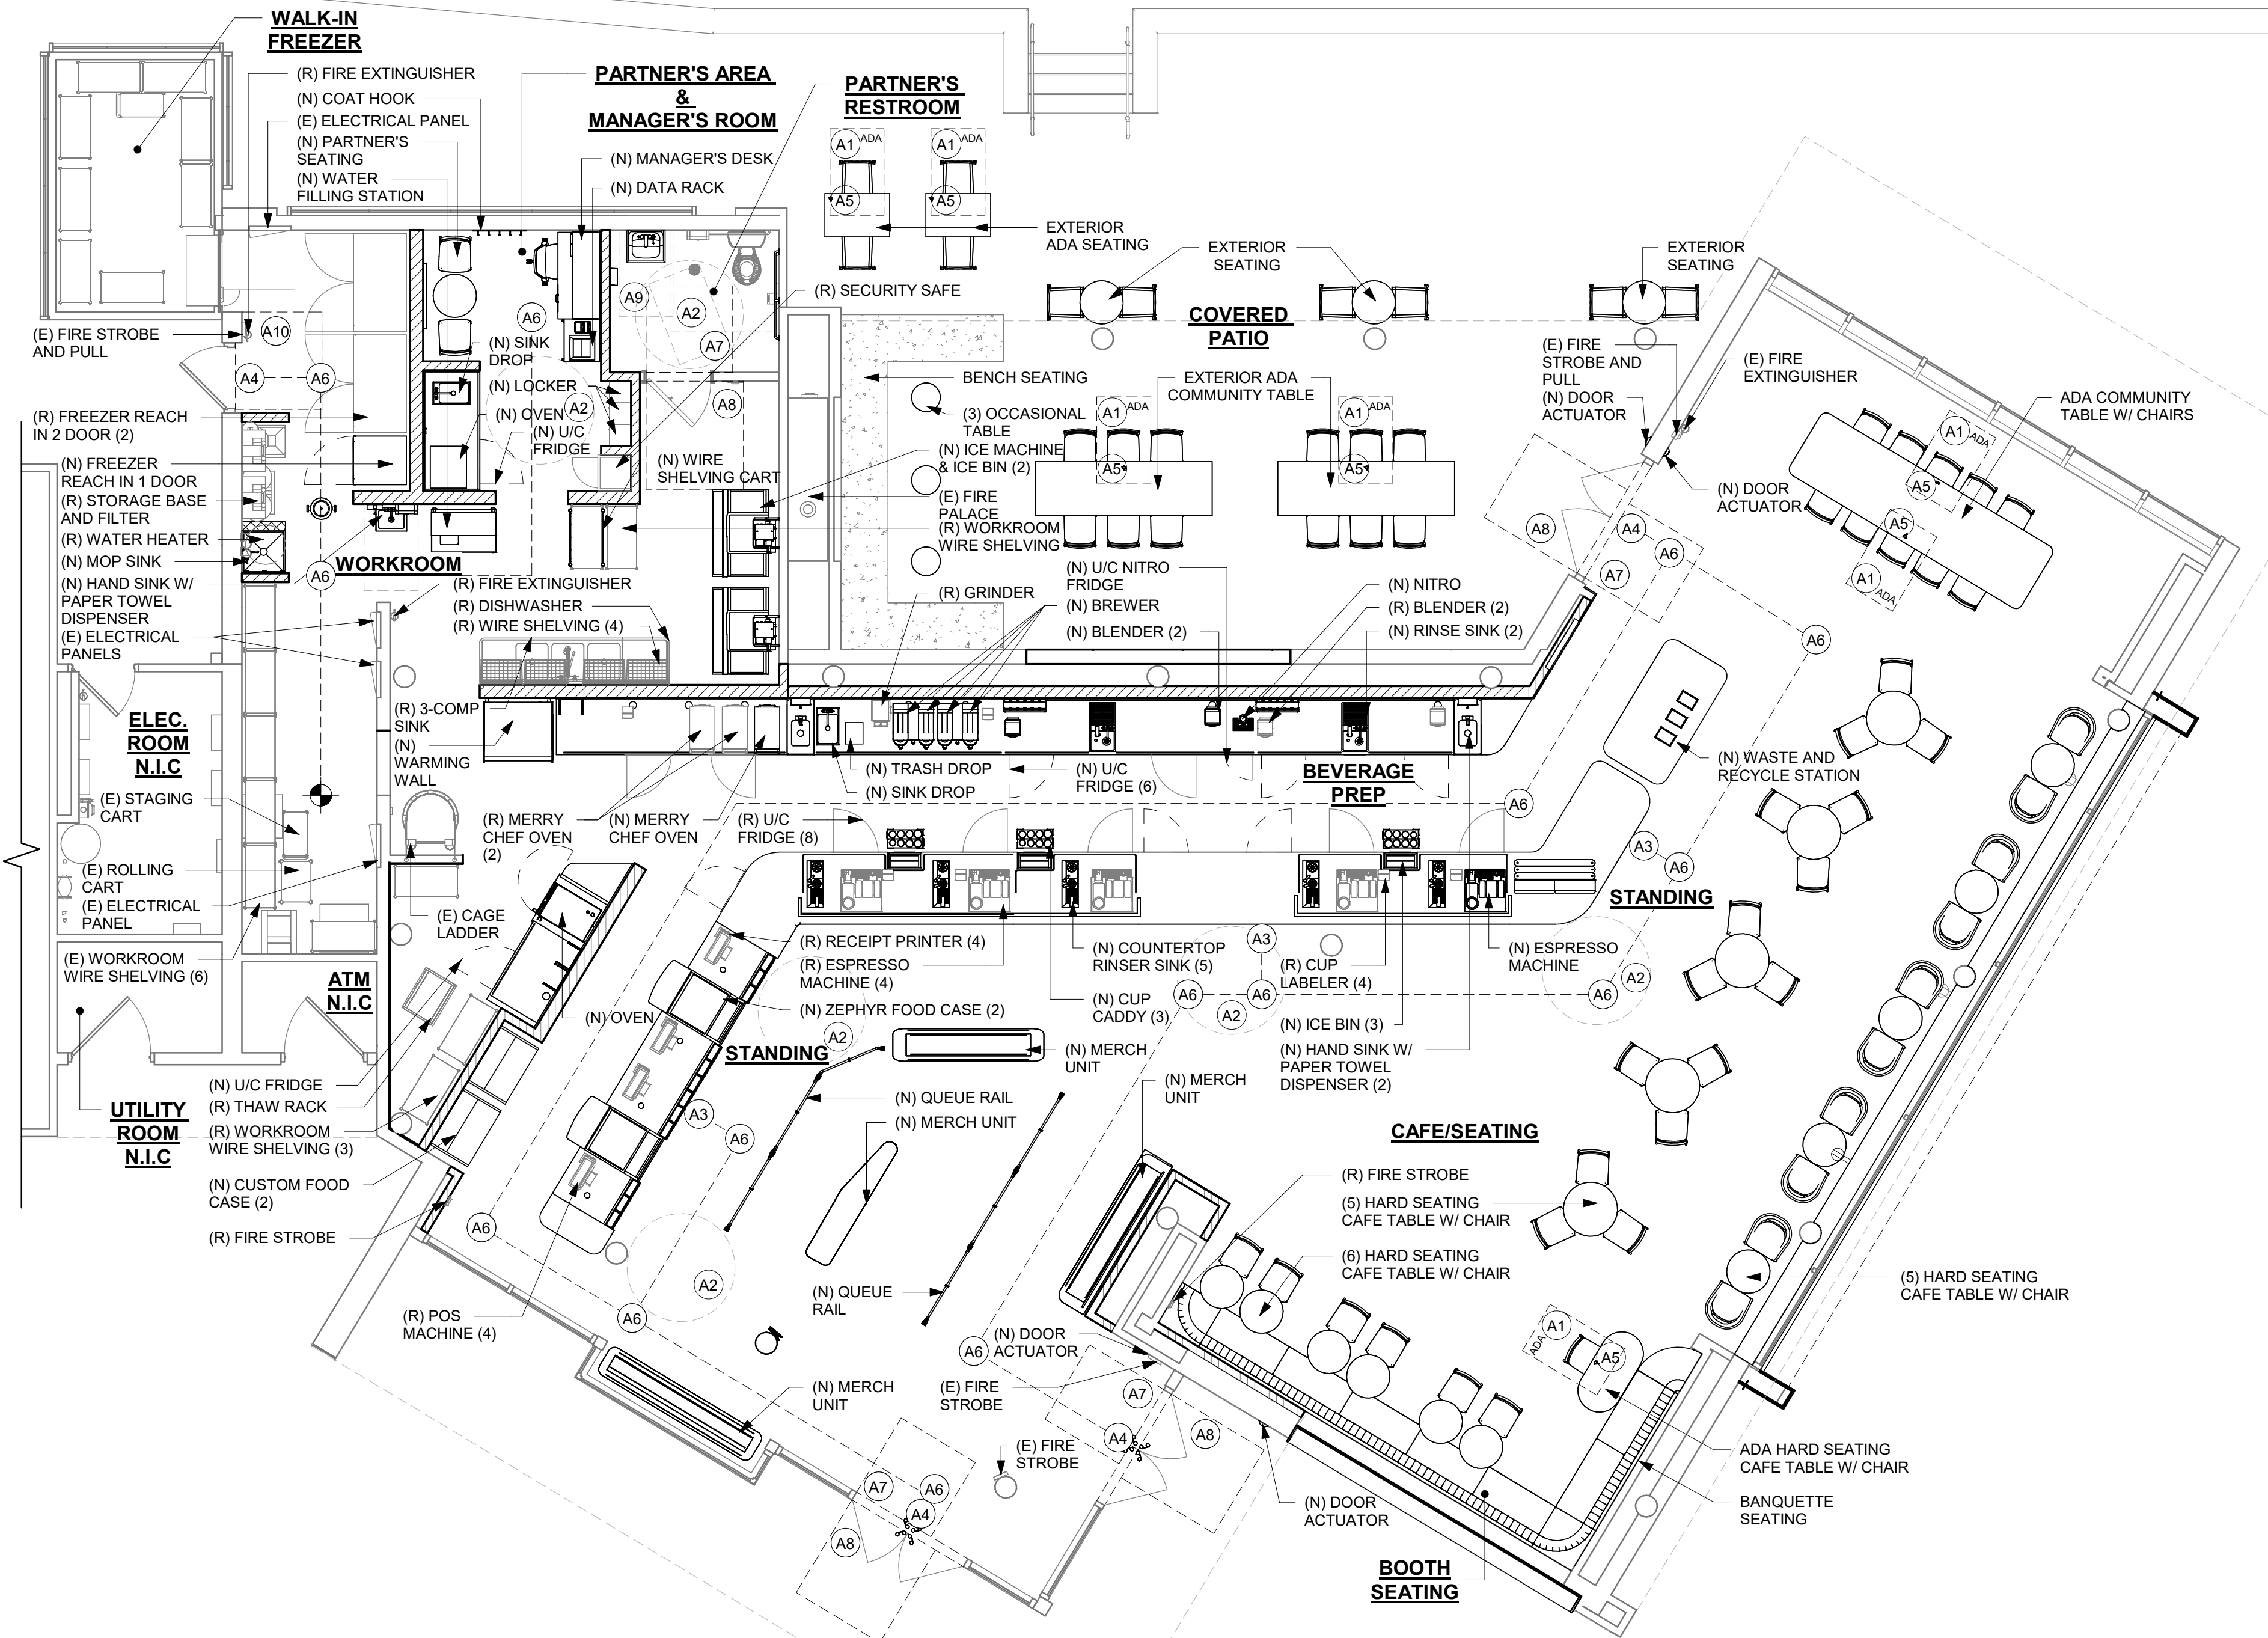 WALK-IN
FREEZER
(R) FIRE EXTINGUISHER
(N) COAT HOOK
(E) ELECTRICAL PANEL
(N) PARTNER'S
SEATING
(N) WATER
FILLING STATION
PARTNER'S AREA
&
MANAGER'S ROOM
(N) MANAGER'S DESK
(N) DATA RACK
PARTNER'S
RESTROOM
A1 ADA
A1 ADA
A5
A5
EXTERIOR
ADA SEATING
EXTERIOR
SEATING
EXTERIOR
SEATING
(R) SECURITY SAFE
COVERED
PATIO
(E) FIRE STROBE
AND PULL
A10
A4
A6
A6
A9
A2
A7
A8
A2
(N) SINK
DROP
(N) LOCKER
(N) OVEN
(N) U/C
FRIDGE
(N) WIRE
SHELVING CART
BENCH SEATING
(3) OCCASIONAL
TABLE
(N) ICE MACHINE
& ICE BIN (2)
(E) FIRE
PALACE
(R) WORKROOM
WIRE SHELVING
EXTERIOR ADA
COMMUNITY TABLE
A1 ADA
A5
A1 ADA
A5
(E) FIRE
STROBE AND
PULL
(N) DOOR
ACTUATOR
(E) FIRE
EXTINGUISHER
(N) DOOR
ACTUATOR
ADA COMMUNITY
TABLE W/ CHAIRS
A1 ADA
A5
A5
A1 ADA
A8
A4
A6
A7
A6
(R) FREEZER REACH
IN 2 DOOR (2)
(N) FREEZER
REACH IN 1 DOOR
(R) STORAGE BASE
AND FILTER
(R) WATER HEATER
(N) MOP SINK
(N) HAND SINK W/
PAPER TOWEL
DISPENSER
(E) ELECTRICAL
PANELS
A6
WORKROOM
(R) FIRE EXTINGUISHER
(R) DISHWASHER
(R) WIRE SHELVING (4)
(R) GRINDER
(N) U/C NITRO
FRIDGE
(N) BREWER
(N) BLENDER (2)
(N) NITRO
(R) BLENDER (2)
(N) RINSE SINK (2)
ELEC.
ROOM
N.I.C
(R) 3-COMP
SINK
(N)
WARMING
WALL
(N) TRASH DROP
(N) SINK DROP
(N) U/C
FRIDGE (6)
BEVERAGE
PREP
(N) WASTE AND
RECYCLE STATION
(E) STAGING
CART
(R) MERRY
CHEF OVEN
(2)
(N) MERRY
CHEF OVEN
(R) U/C
FRIDGE (8)
A6
A3
A6
STANDING
(E) ROLLING
CART
(E) ELECTRICAL
PANEL
(E) CAGE
LADDER
(E) WORKROOM
WIRE SHELVING (6)
ATM
N.I.C
(R) RECEIPT PRINTER (4)
(R) ESPRESSO
MACHINE (4)
(N) ZEPHYR FOOD CASE (2)
(N) OVEN
(N) COUNTERTOP
RINSER SINK (5)
(N) CUP
CADDY (3)
A3
A6
A6
A2
A6
A2
(R) CUP
LABELER (4)
(N) ICE BIN (3)
(N) HAND SINK W/
PAPER TOWEL
DISPENSER (2)
(N) ESPRESSO
MACHINE
A2
STANDING
(N) MERCH
UNIT
(N) MERCH
UNIT
(N) QUEUE RAIL
(N) MERCH UNIT
(N) U/C FRIDGE
(R) THAW RACK
(R) WORKROOM
WIRE SHELVING (3)
(N) CUSTOM FOOD
CASE (2)
(R) FIRE STROBE
UTILITY
ROOM
N.I.C
A3
A6
A6
A2
CAFE/SEATING
(R) FIRE STROBE
(5) HARD SEATING
CAFE TABLE W/ CHAIR
(6) HARD SEATING
CAFE TABLE W/ CHAIR
(5) HARD SEATING
CAFE TABLE W/ CHAIR
(R) POS
MACHINE (4)
A6
(N) QUEUE
RAIL
A6
(N) DOOR
ACTUATOR
(E) FIRE
STROBE
A1
ADA
A5
(N) MERCH
UNIT
A7
A4
A8
(E) FIRE
STROBE
A7
A6
A4
A8
(N) DOOR
ACTUATOR
ADA HARD SEATING
CAFE TABLE W/ CHAIR
BANQUETTE
SEATING
BOOTH
SEATING